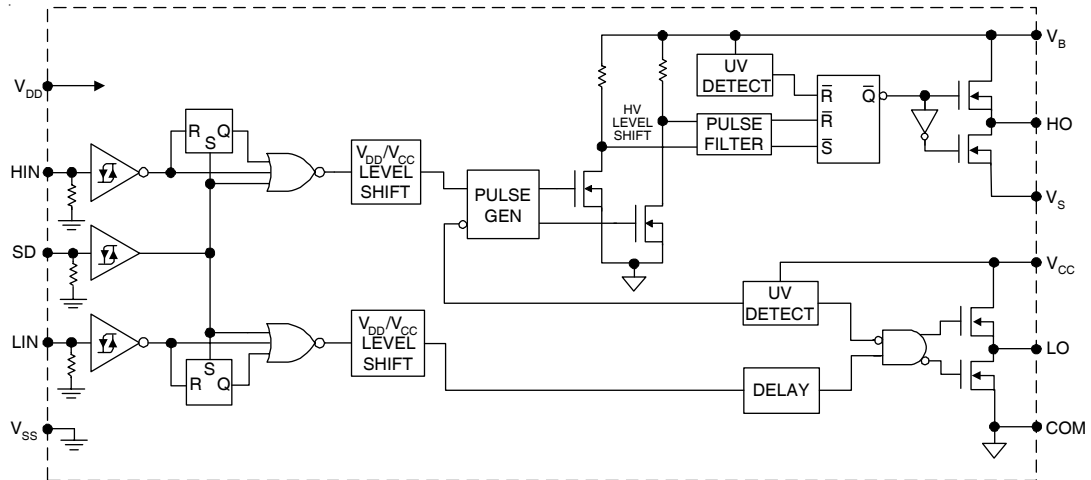 V_B
UV
DETECT
V_DD
R̅
Q̅
HV
LEVEL
SHIFT
R
Q
S
PULSE
FILTER
R̅
S̅
HO
HIN
V_DD/V_CC
LEVEL
SHIFT
PULSE
GEN
V_S
SD
V_CC
UV
DETECT
LIN
V_DD/V_CC
LEVEL
SHIFT
LO
S
R
Q
DELAY
V_SS
COM